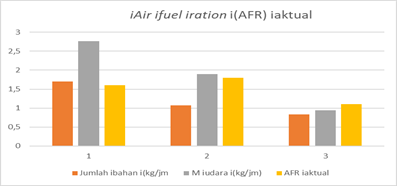 iAir ifuel iration i(AFR) iaktual
3
2,5
2
1,5
1
0,5
0
1 2 3
Jumlah ibahan i(kg/jm M iudara i(kg/jm) AFR iaktual